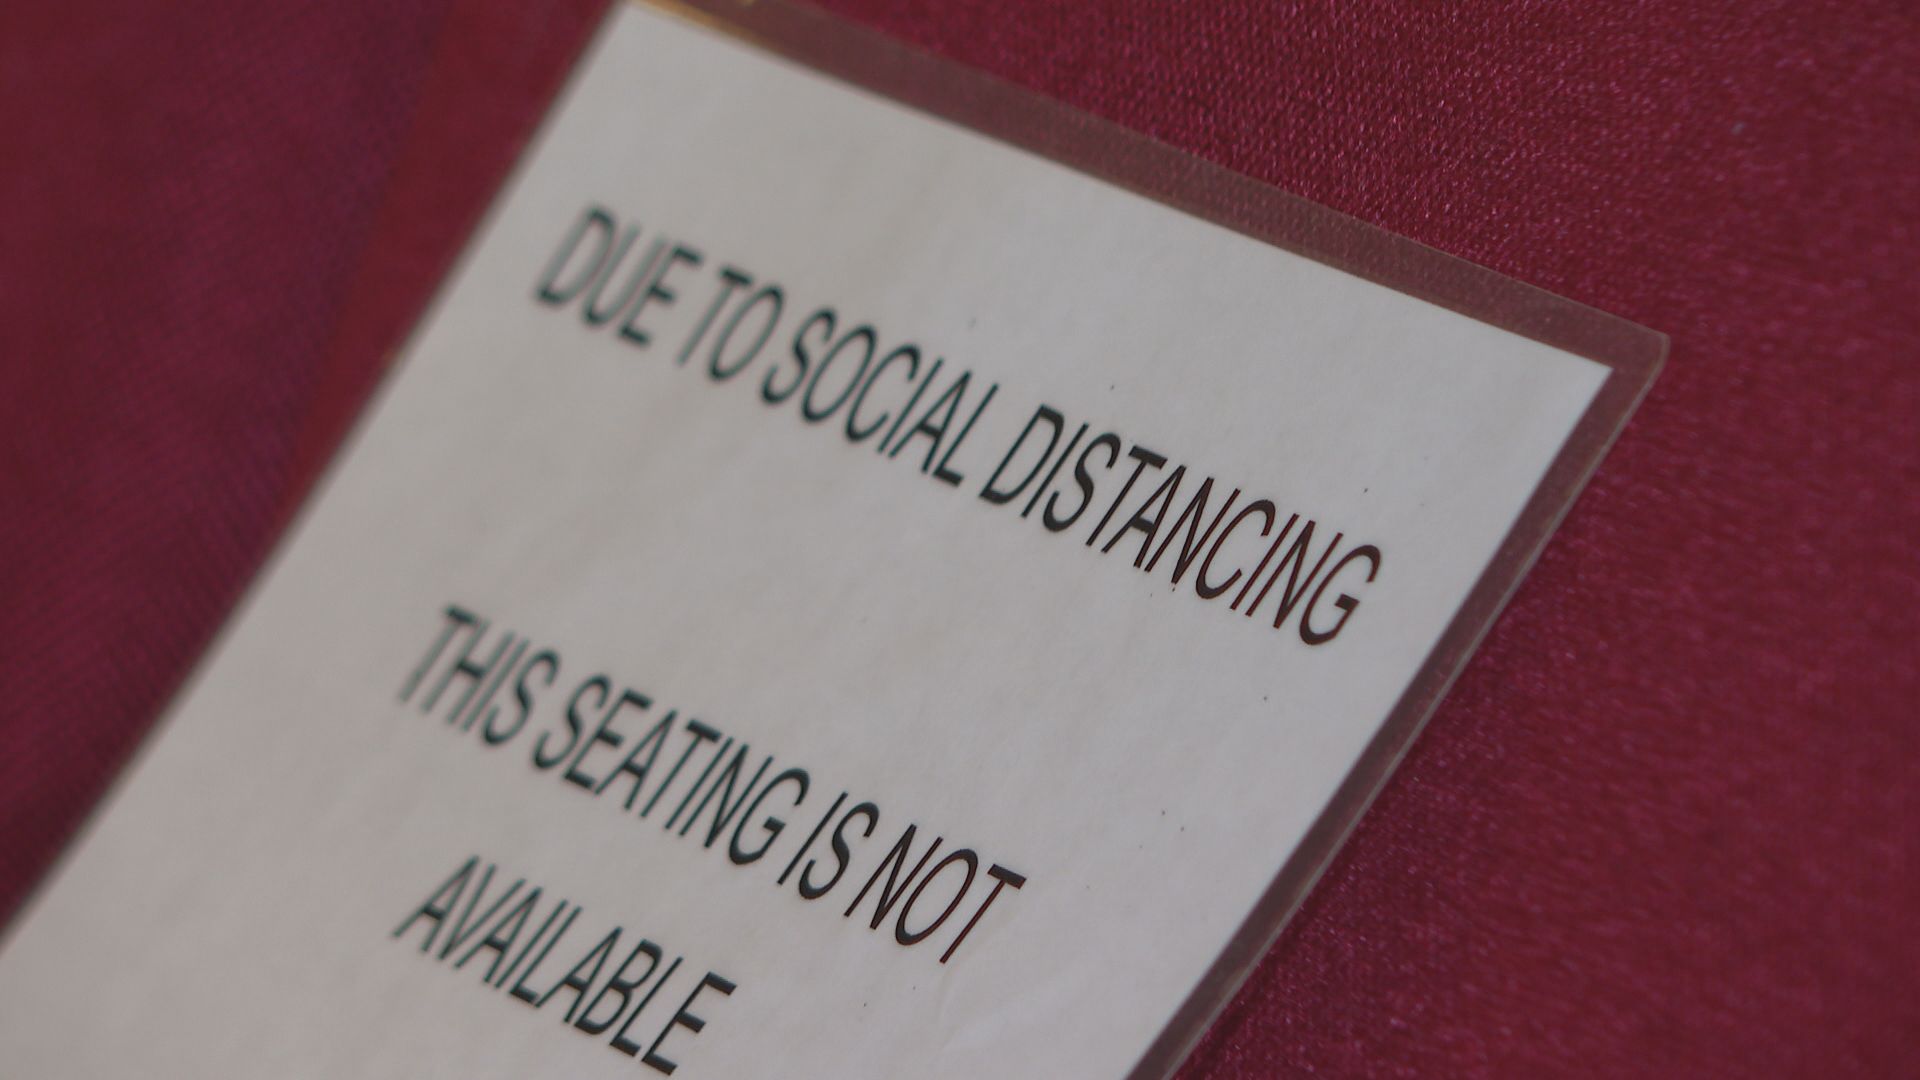 DUE TO SOCIAL DISTANCING
THIS SEATING IS NOT
AVAILABLE